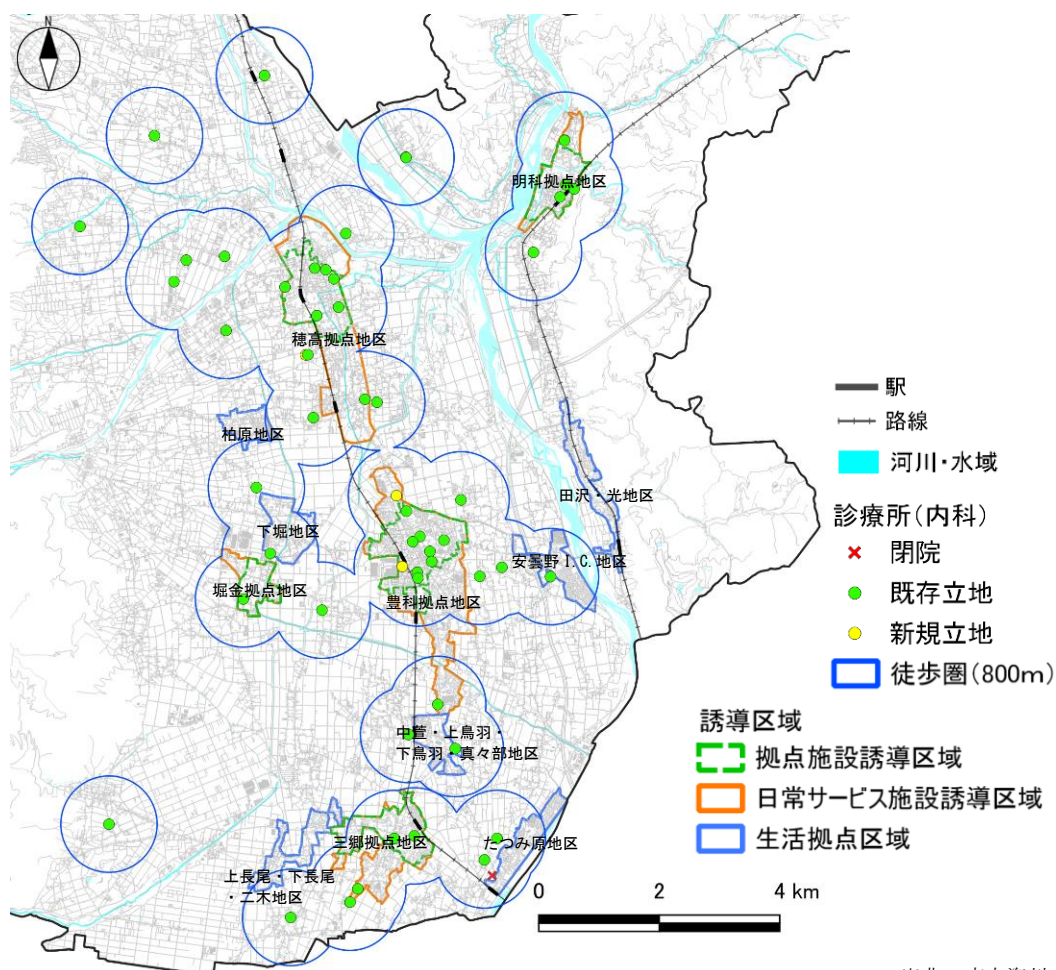 N
明科拠点地区
穂高拠点地区
柏原地区
田沢・光地区
下堀地区
安曇野I.C.地区
堀金拠点地区
豊科拠点地区
中萱・上鳥羽・
下鳥羽・真々部地区
三郷拠点地区
たつみ原地区
上長尾・下長尾
・二木地区
駅
路線
河川・水域
診療所(内科)
閉院
既存立地
新規立地
徒歩圏(800m)
誘導区域
拠点施設誘導区域
日常サービス施設誘導区域
生活拠点区域
0 2 4 km